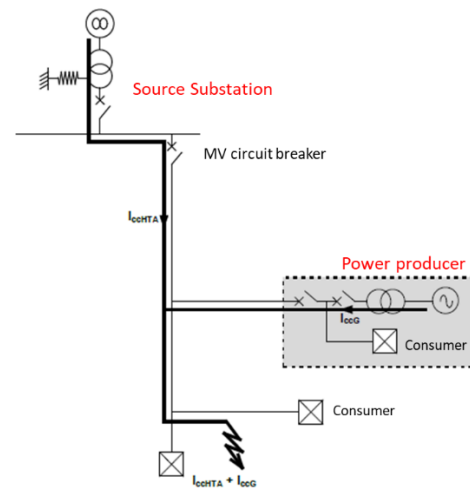 Source Substation
MV circuit breaker
IccHTA
Power producer
IccG
Consumer
Consumer
IccHTA + IccG